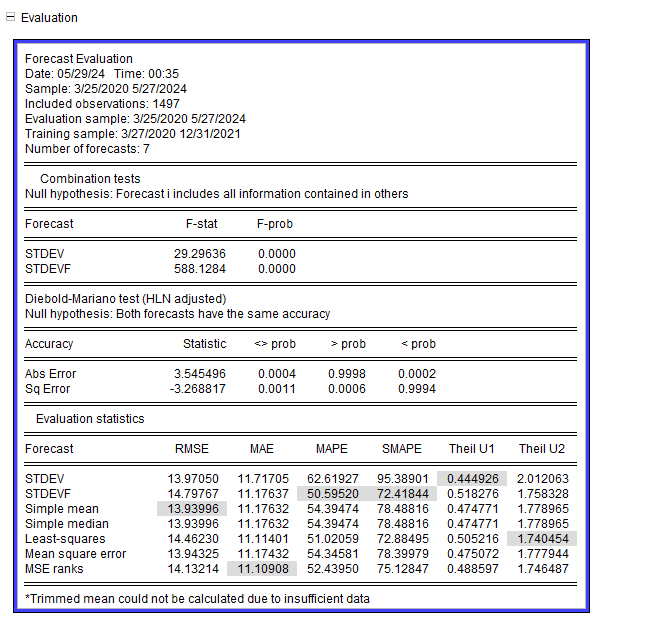 Evaluation
Forecast Evaluation
Date: 05/29/24 Time: 00:35
Sample: 3/25/2020 5/27/2024
Included observations: 1497
Evaluation sample: 3/25/2020 5/27/2024
Training sample: 3/27/2020 12/31/2021
Number of forecasts: 7
Combination tests
Null hypothesis: Forecast i includes all information contained in others
Forecast F-stat F-prob
STDEV 29.29636 0.0000
STDEVF 588.1284 0.0000
Diebold-Mariano test (HLN adjusted)
Null hypothesis: Both forecasts have the same accuracy
Accuracy Statistic <> prob > prob < prob
Abs Error 3.545496 0.0004 0.9998 0.0002
Sq Error -3.268817 0.0011 0.0006 0.9994
Evaluation statistics
Forecast RMSE MAE MAPE SMAPE Theil U1 Theil U2
STDEV 13.97050 11.71705 62.61927 95.38901 0.444926 2.012063
STDEVF 14.79767 11.17637 50.59520 72.41844 0.518276 1.758328
Simple mean 13.93996 11.17632 54.39474 78.48816 0.474771 1.778965
Simple median 13.93996 11.17632 54.39474 78.48816 0.474771 1.778965
Least-squares 14.46230 11.11401 51.02059 72.88495 0.505216 1.740454
Mean square error 13.94325 11.17432 54.34581 78.39979 0.475072 1.777944
MSE ranks 14.13214 11.10908 52.43950 75.12847 0.488597 1.746487
*Trimmed mean could not be calculated due to insufficient data